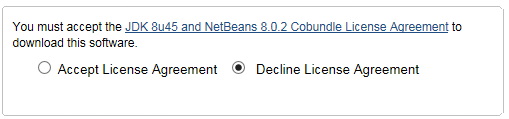 You must accept the JDK 8u45 and NetBeans 8.0.2 Cobundle License Agreement to
download this software.
Accept License Agreement Decline License Agreement